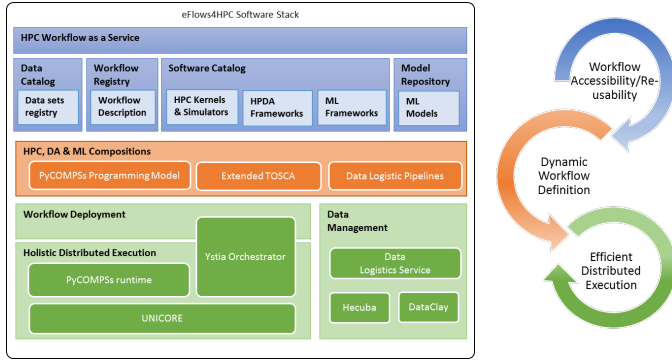 eFlows4HPC Software Stack
HPC Workflow as a Service
Data
Catalog
Data sets
registry
Workflow
Registry
Workflow
Description
Software Catalog
HPC Kernels
& Simulators
HPDA
Frameworks
ML
Frameworks
Model
Repository
ML
Models
HPC, DA & ML Compositions
PyCOMPSs Programming Model
Extended TOSCA
Data Logistic Pipelines
Workflow Deployment
Ystia Orchestrator
Holistic Distributed Execution
PyCOMPSs runtime
UNICORE
Data
Management
Data
Logistics Service
Hecuba
DataClay
Workflow
Accessibility/Re-
usability
Dynamic
Workflow
Definition
Efficient
Distributed
Execution